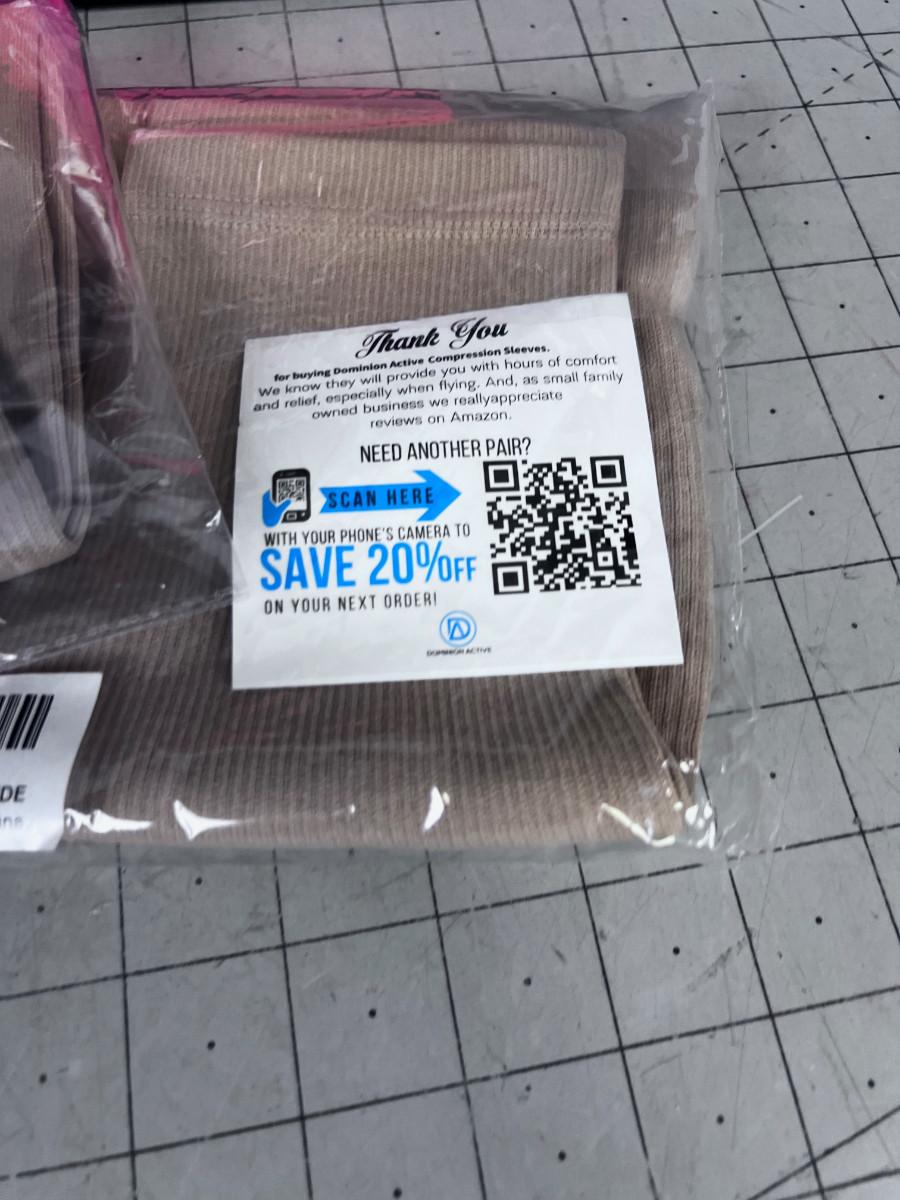 Thank You
for buying Dominion Active Compression Sleeves.
We know they will provide you with hours of comfort
and relief, especially when flying. And, as small family
owned business we reallyappreciate
reviews on Amazon.
NEED ANOTHER PAIR?
SCAN HERE
WITH YOUR PHONE'S CAMERA TO
SAVE 20%OFF
ON YOUR NEXT ORDER!
DA
DOMINION ACTIVE
DE